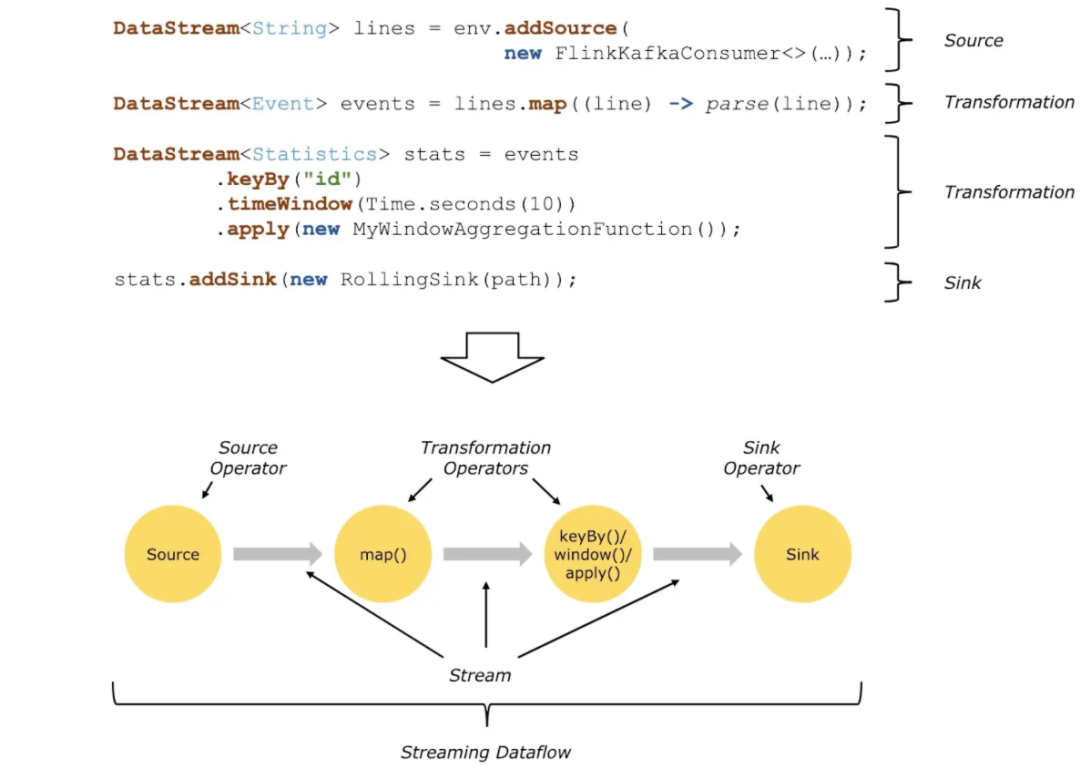 DataStream<String> lines = env.addSource(
new FlinkKafkaConsumer<>(…));
Source
DataStream<Event> events = lines.map((line) -> parse(line));
Transformation
DataStream<Statistics> stats = events
.keyBy("id")
.timeWindow(Time.seconds(10))
.apply(new MyWindowAggregationFunction());
Transformation
stats.addSink(new RollingSink(path));
Sink
Source
Operator
Transformation
Operators
Sink
Operator
Source
map()
keyBy()/
window()/
apply()
Sink
Stream
Streaming Dataflow